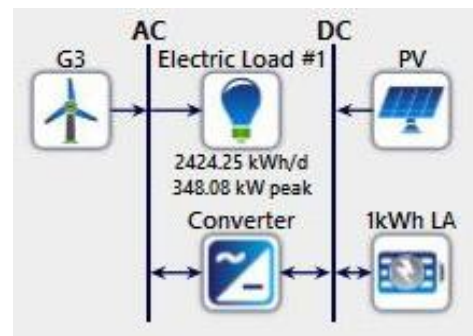 AC DC
G3 Electric Load #1 PV
2424.25 kWh/d
348.08 kW peak
Converter 1kWh LA